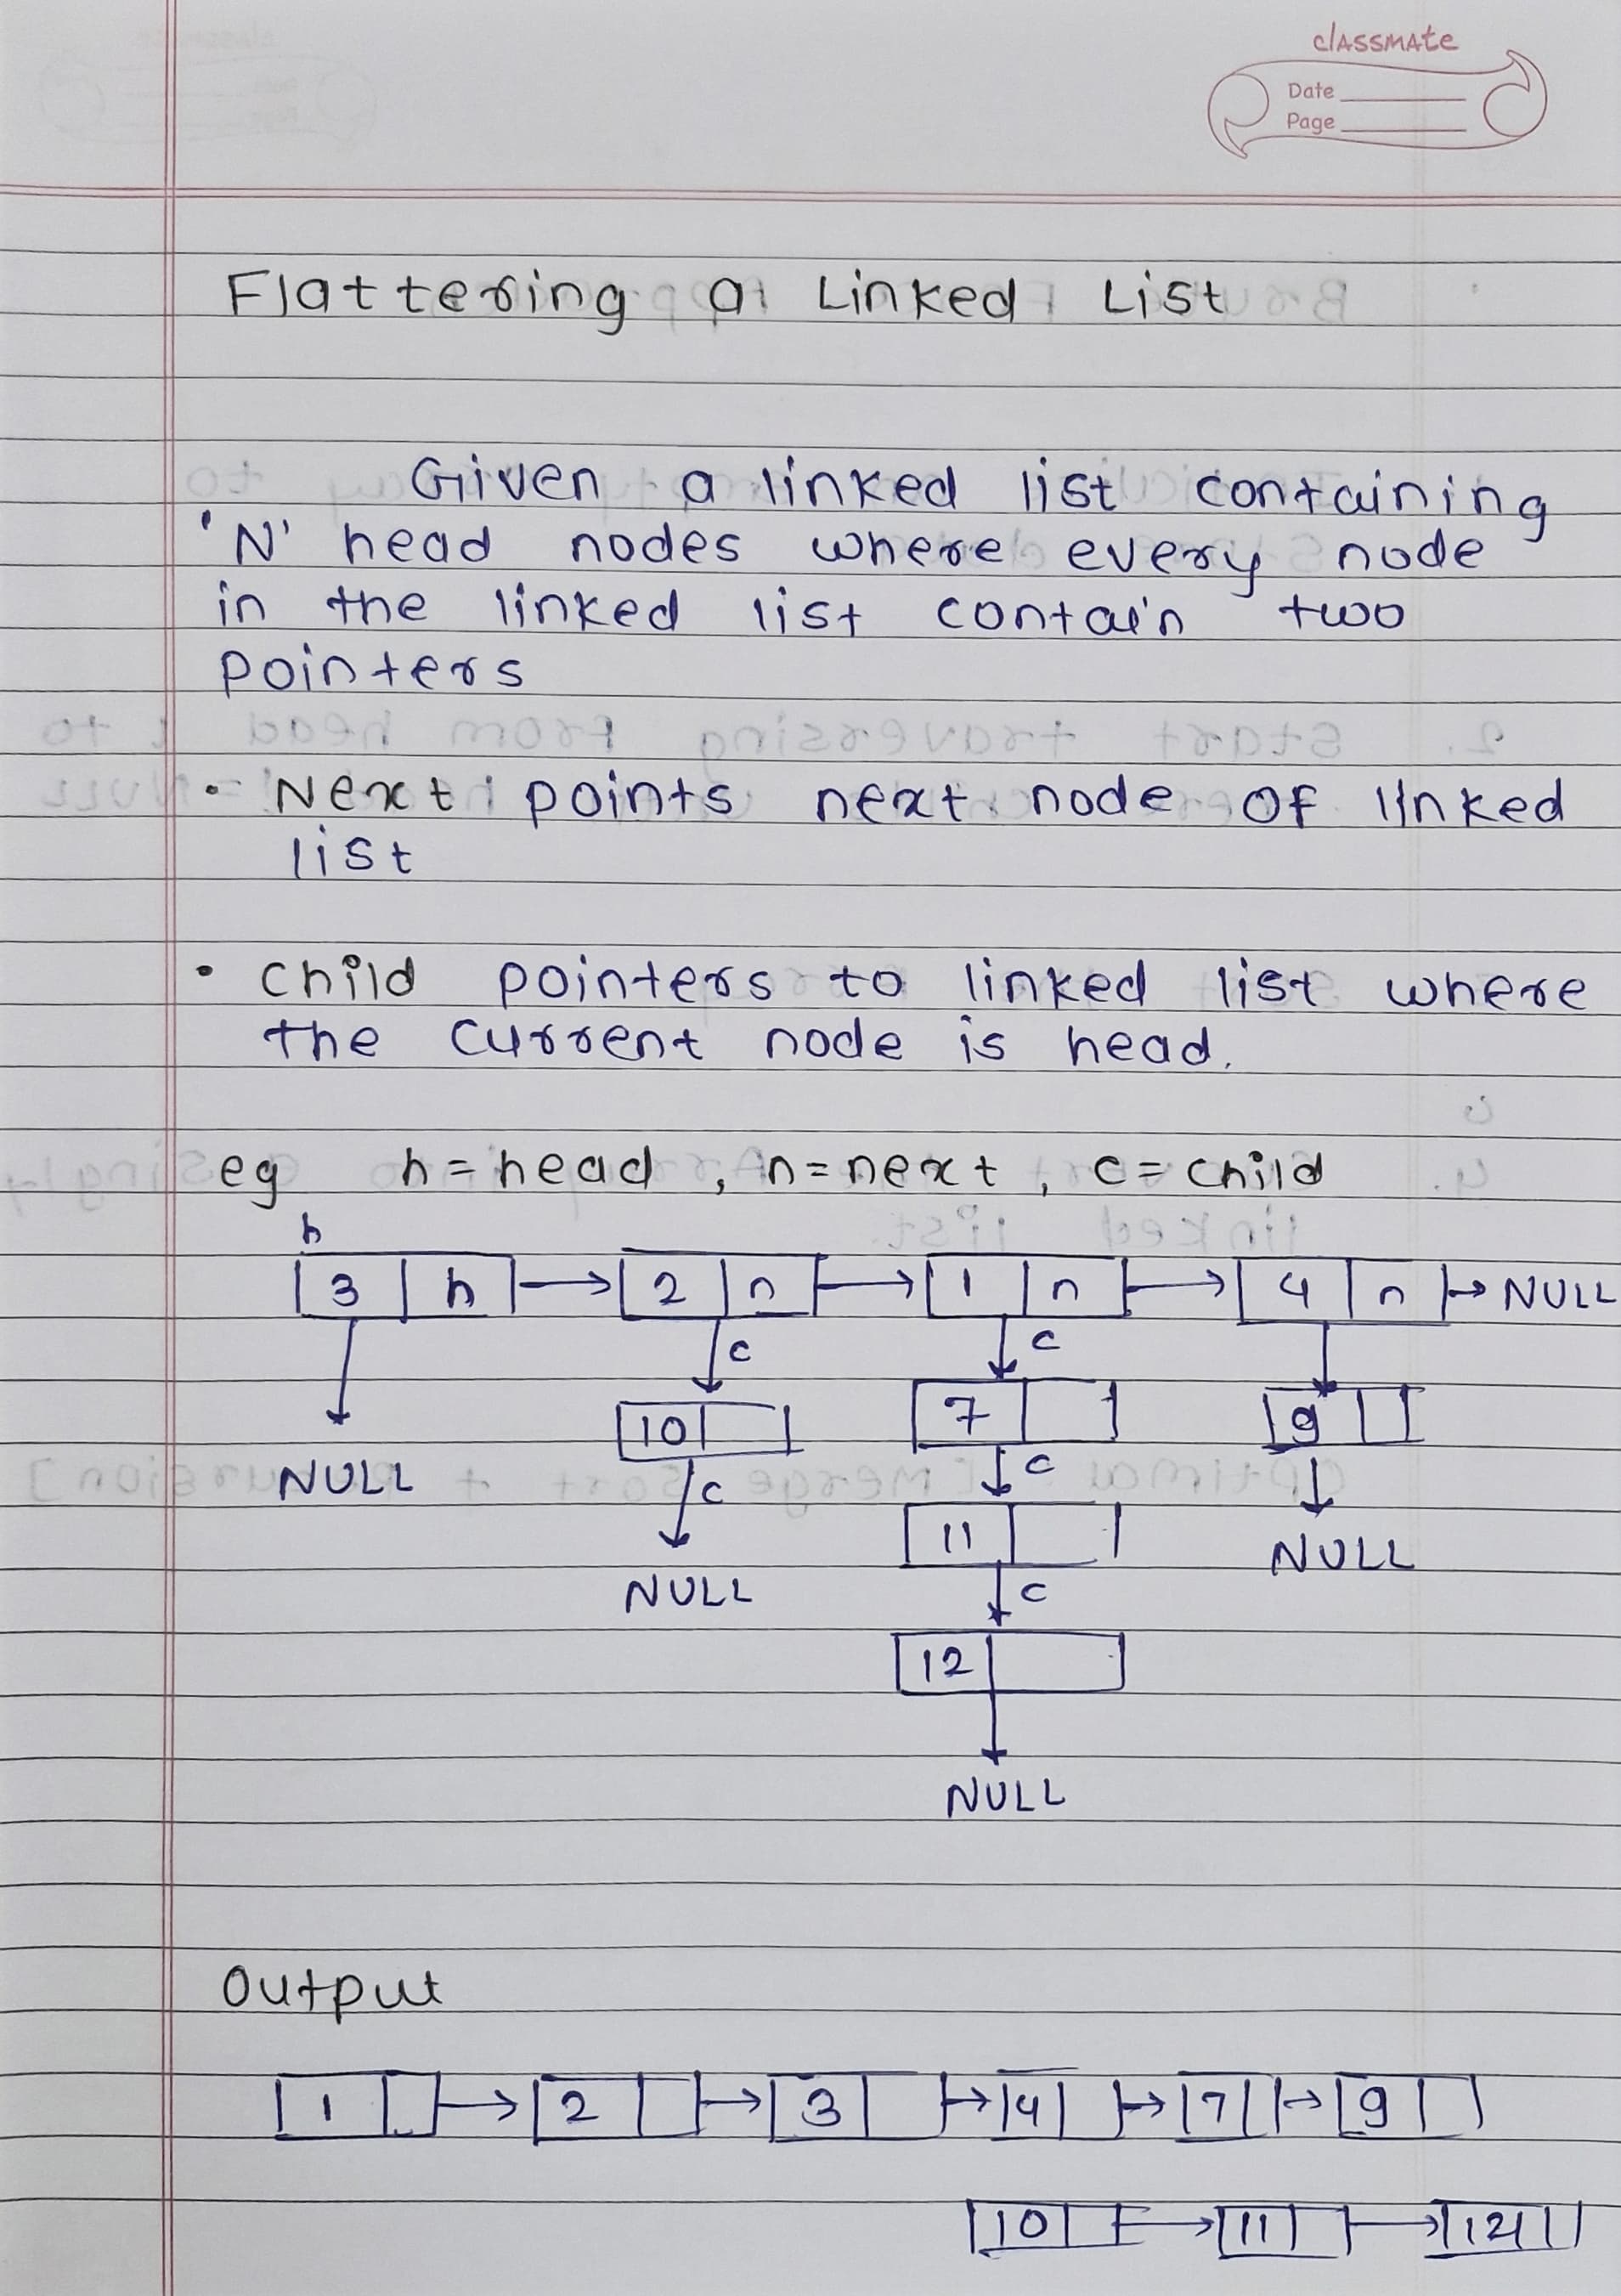 classmate
Date
Page
Flattering a Linked List
Given a linked list containing
'N' head nodes where every node
in the linked list contain two
pointers
• Next points next node of linked
list
• Child pointers to linked list where
the current node is head.
eg h = head , n = next , c = child
h
3 h → 2 n → 1 n → 4 n → NULL
c c
10 7 9
NULL c c
11 NULL
NULL c
12
NULL
Output
1 → 2 → 3 → 4 → 7 → 9
10 → 11 → 12